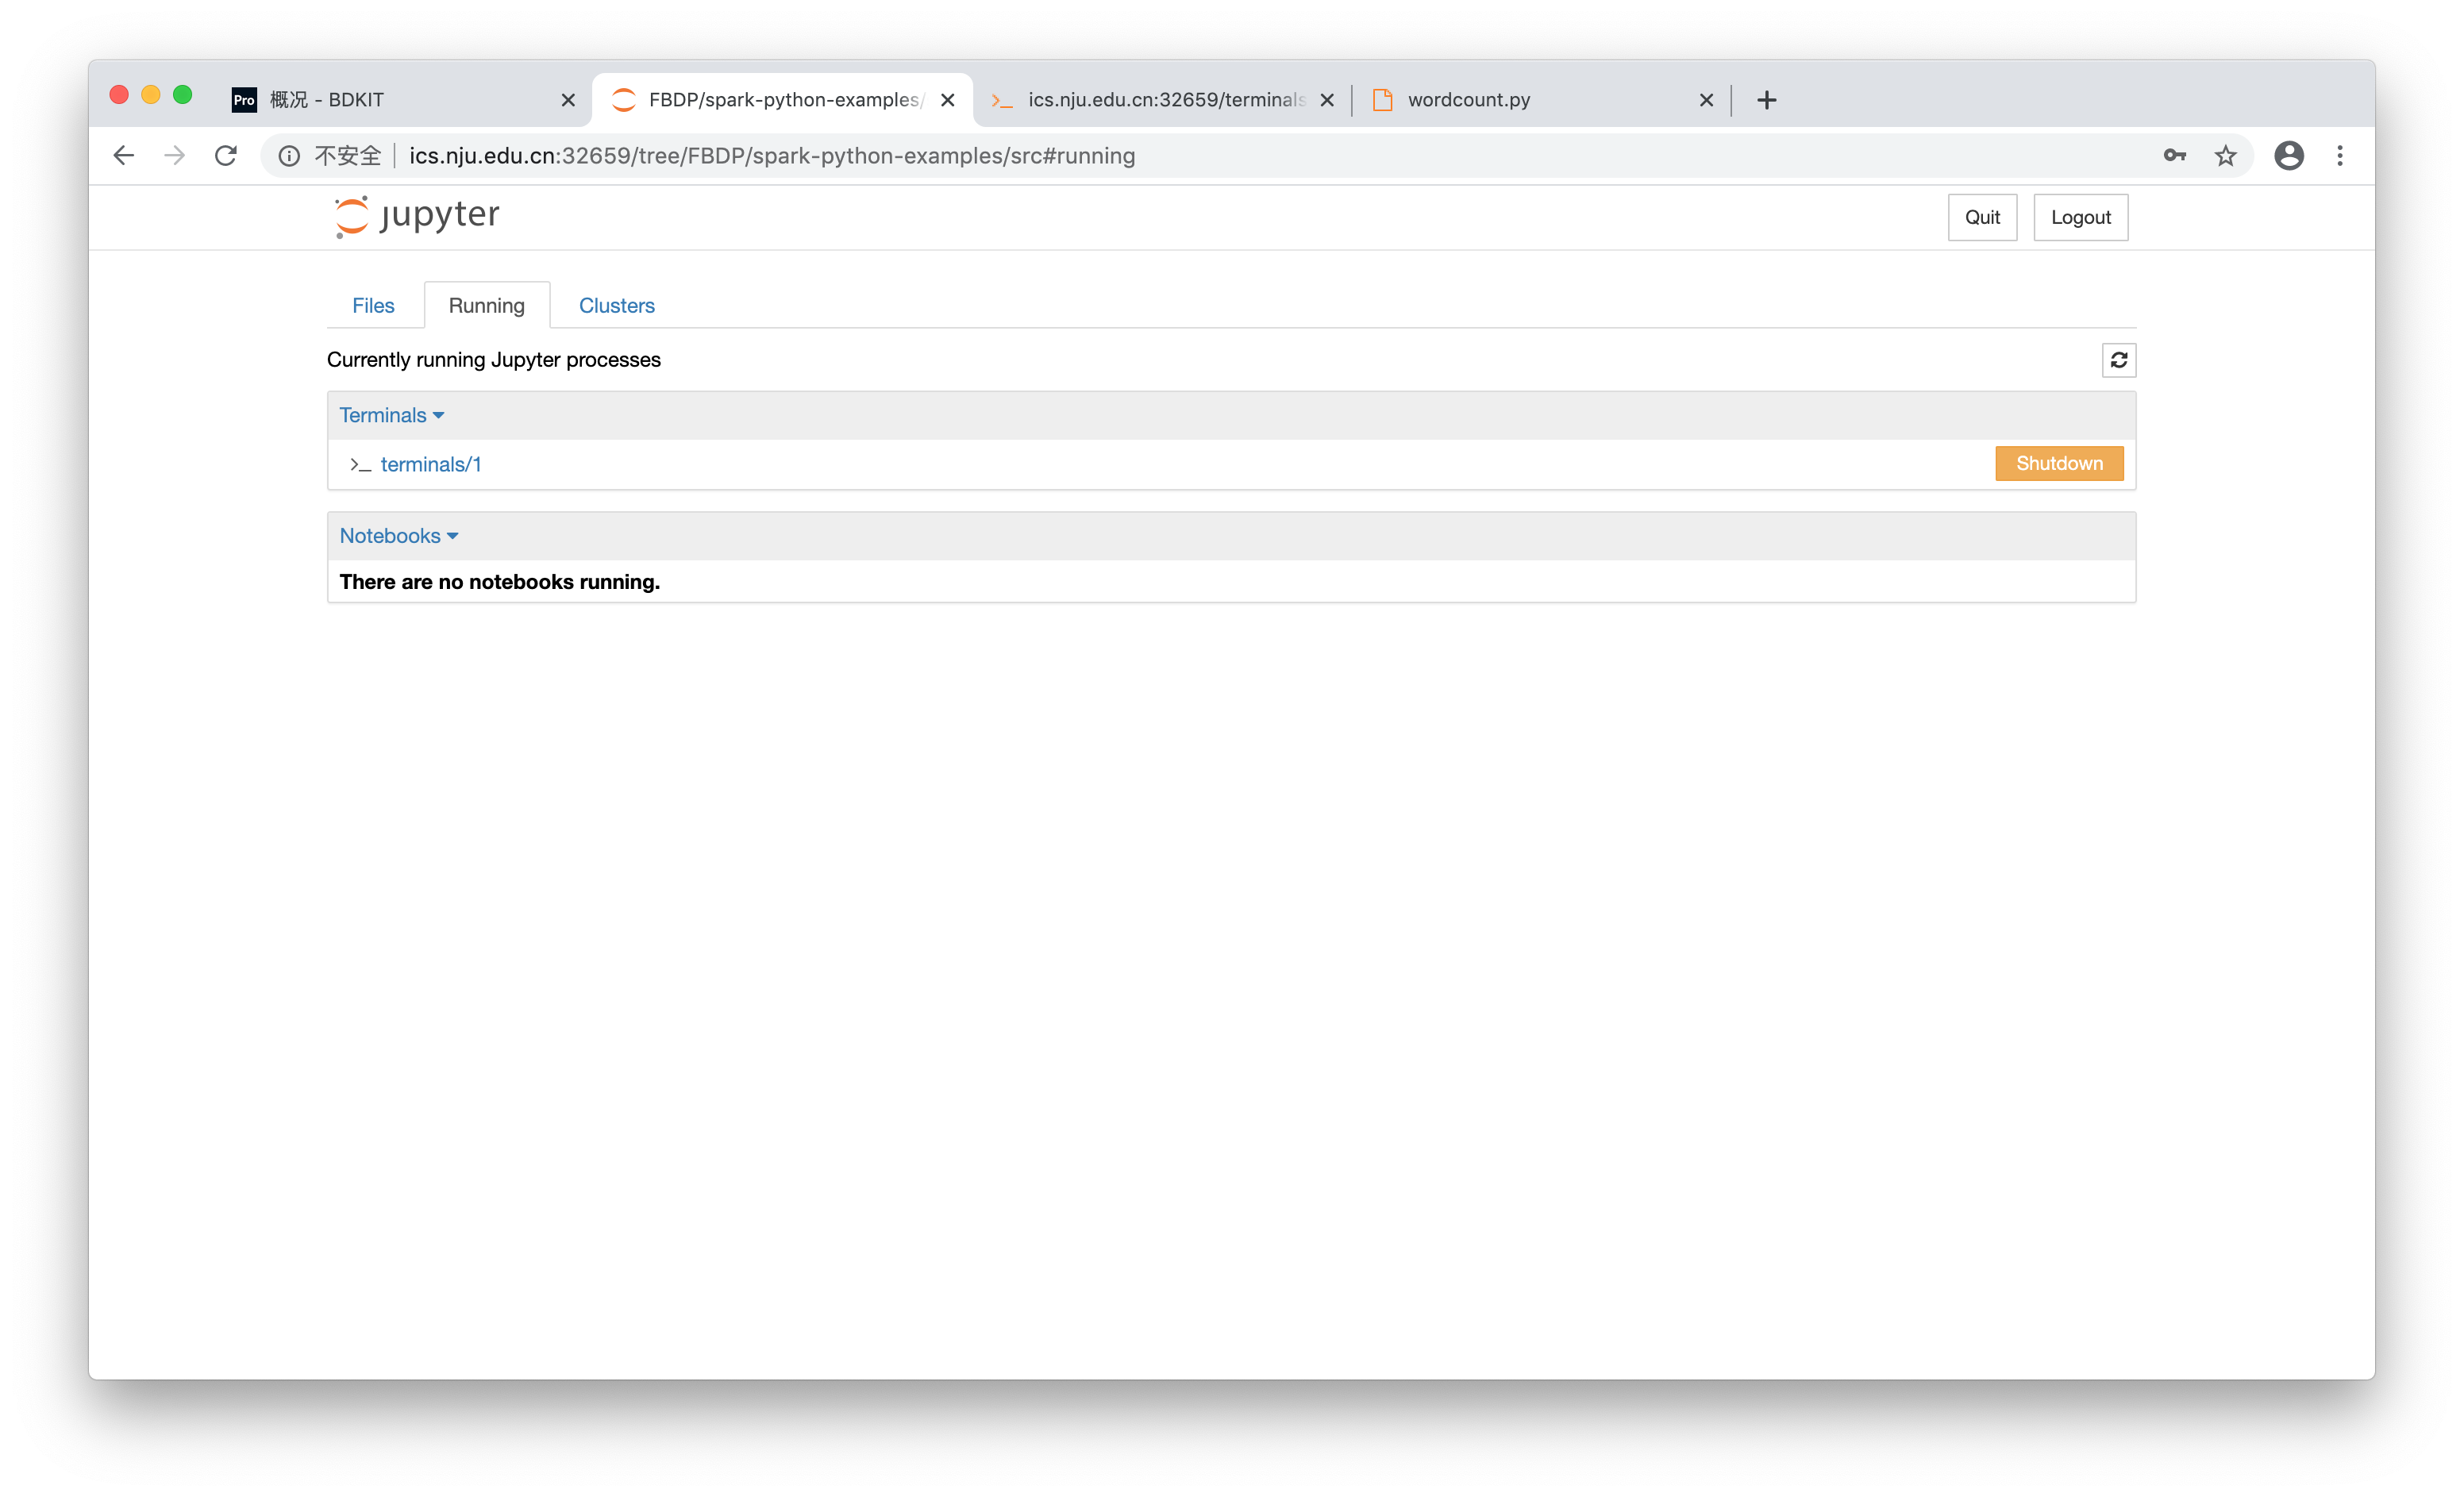 Pro 概况 - BDKIT
FBDP/spark-python-examples/
ics.nju.edu.cn:32659/terminals
wordcount.py
不安全 ics.nju.edu.cn:32659/tree/FBDP/spark-python-examples/src#running
jupyter
Quit
Logout
Files
Running
Clusters
Currently running Jupyter processes
Terminals
terminals/1
Shutdown
Notebooks
There are no notebooks running.